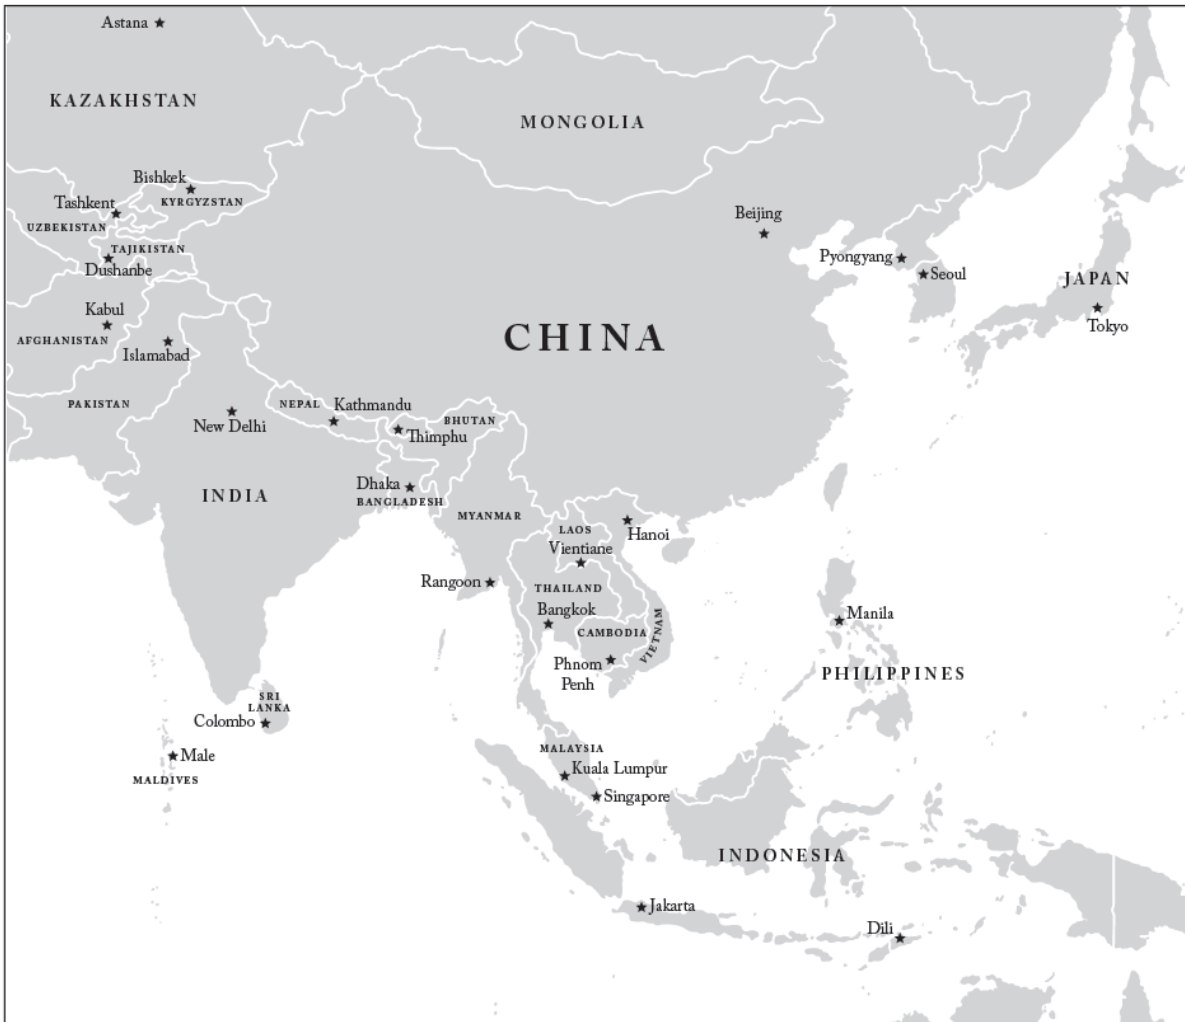 Astana
KAZAKHSTAN
MONGOLIA
Bishkek
KYRGYZSTAN
Tashkent
UZBEKISTAN
Beijing
TAJIKISTAN
Dushanbe
Pyongyang
Seoul
JAPAN
Tokyo
Kabul
AFGHANISTAN
Islamabad
CHINA
PAKISTAN
New Delhi
NEPAL
Kathmandu
BHUTAN
Thimphu
INDIA
Dhaka
BANGLADESH
MYANMAR
LAOS
Hanoi
Vientiane
Rangoon
THAILAND
Bangkok
CAMBODIA
VIETNAM
Phnom
Penh
Manila
PHILIPPINES
SRI
LANKA
Colombo
Male
MALDIVES
MALAYSIA
Kuala Lumpur
Singapore
INDONESIA
Jakarta
Dili